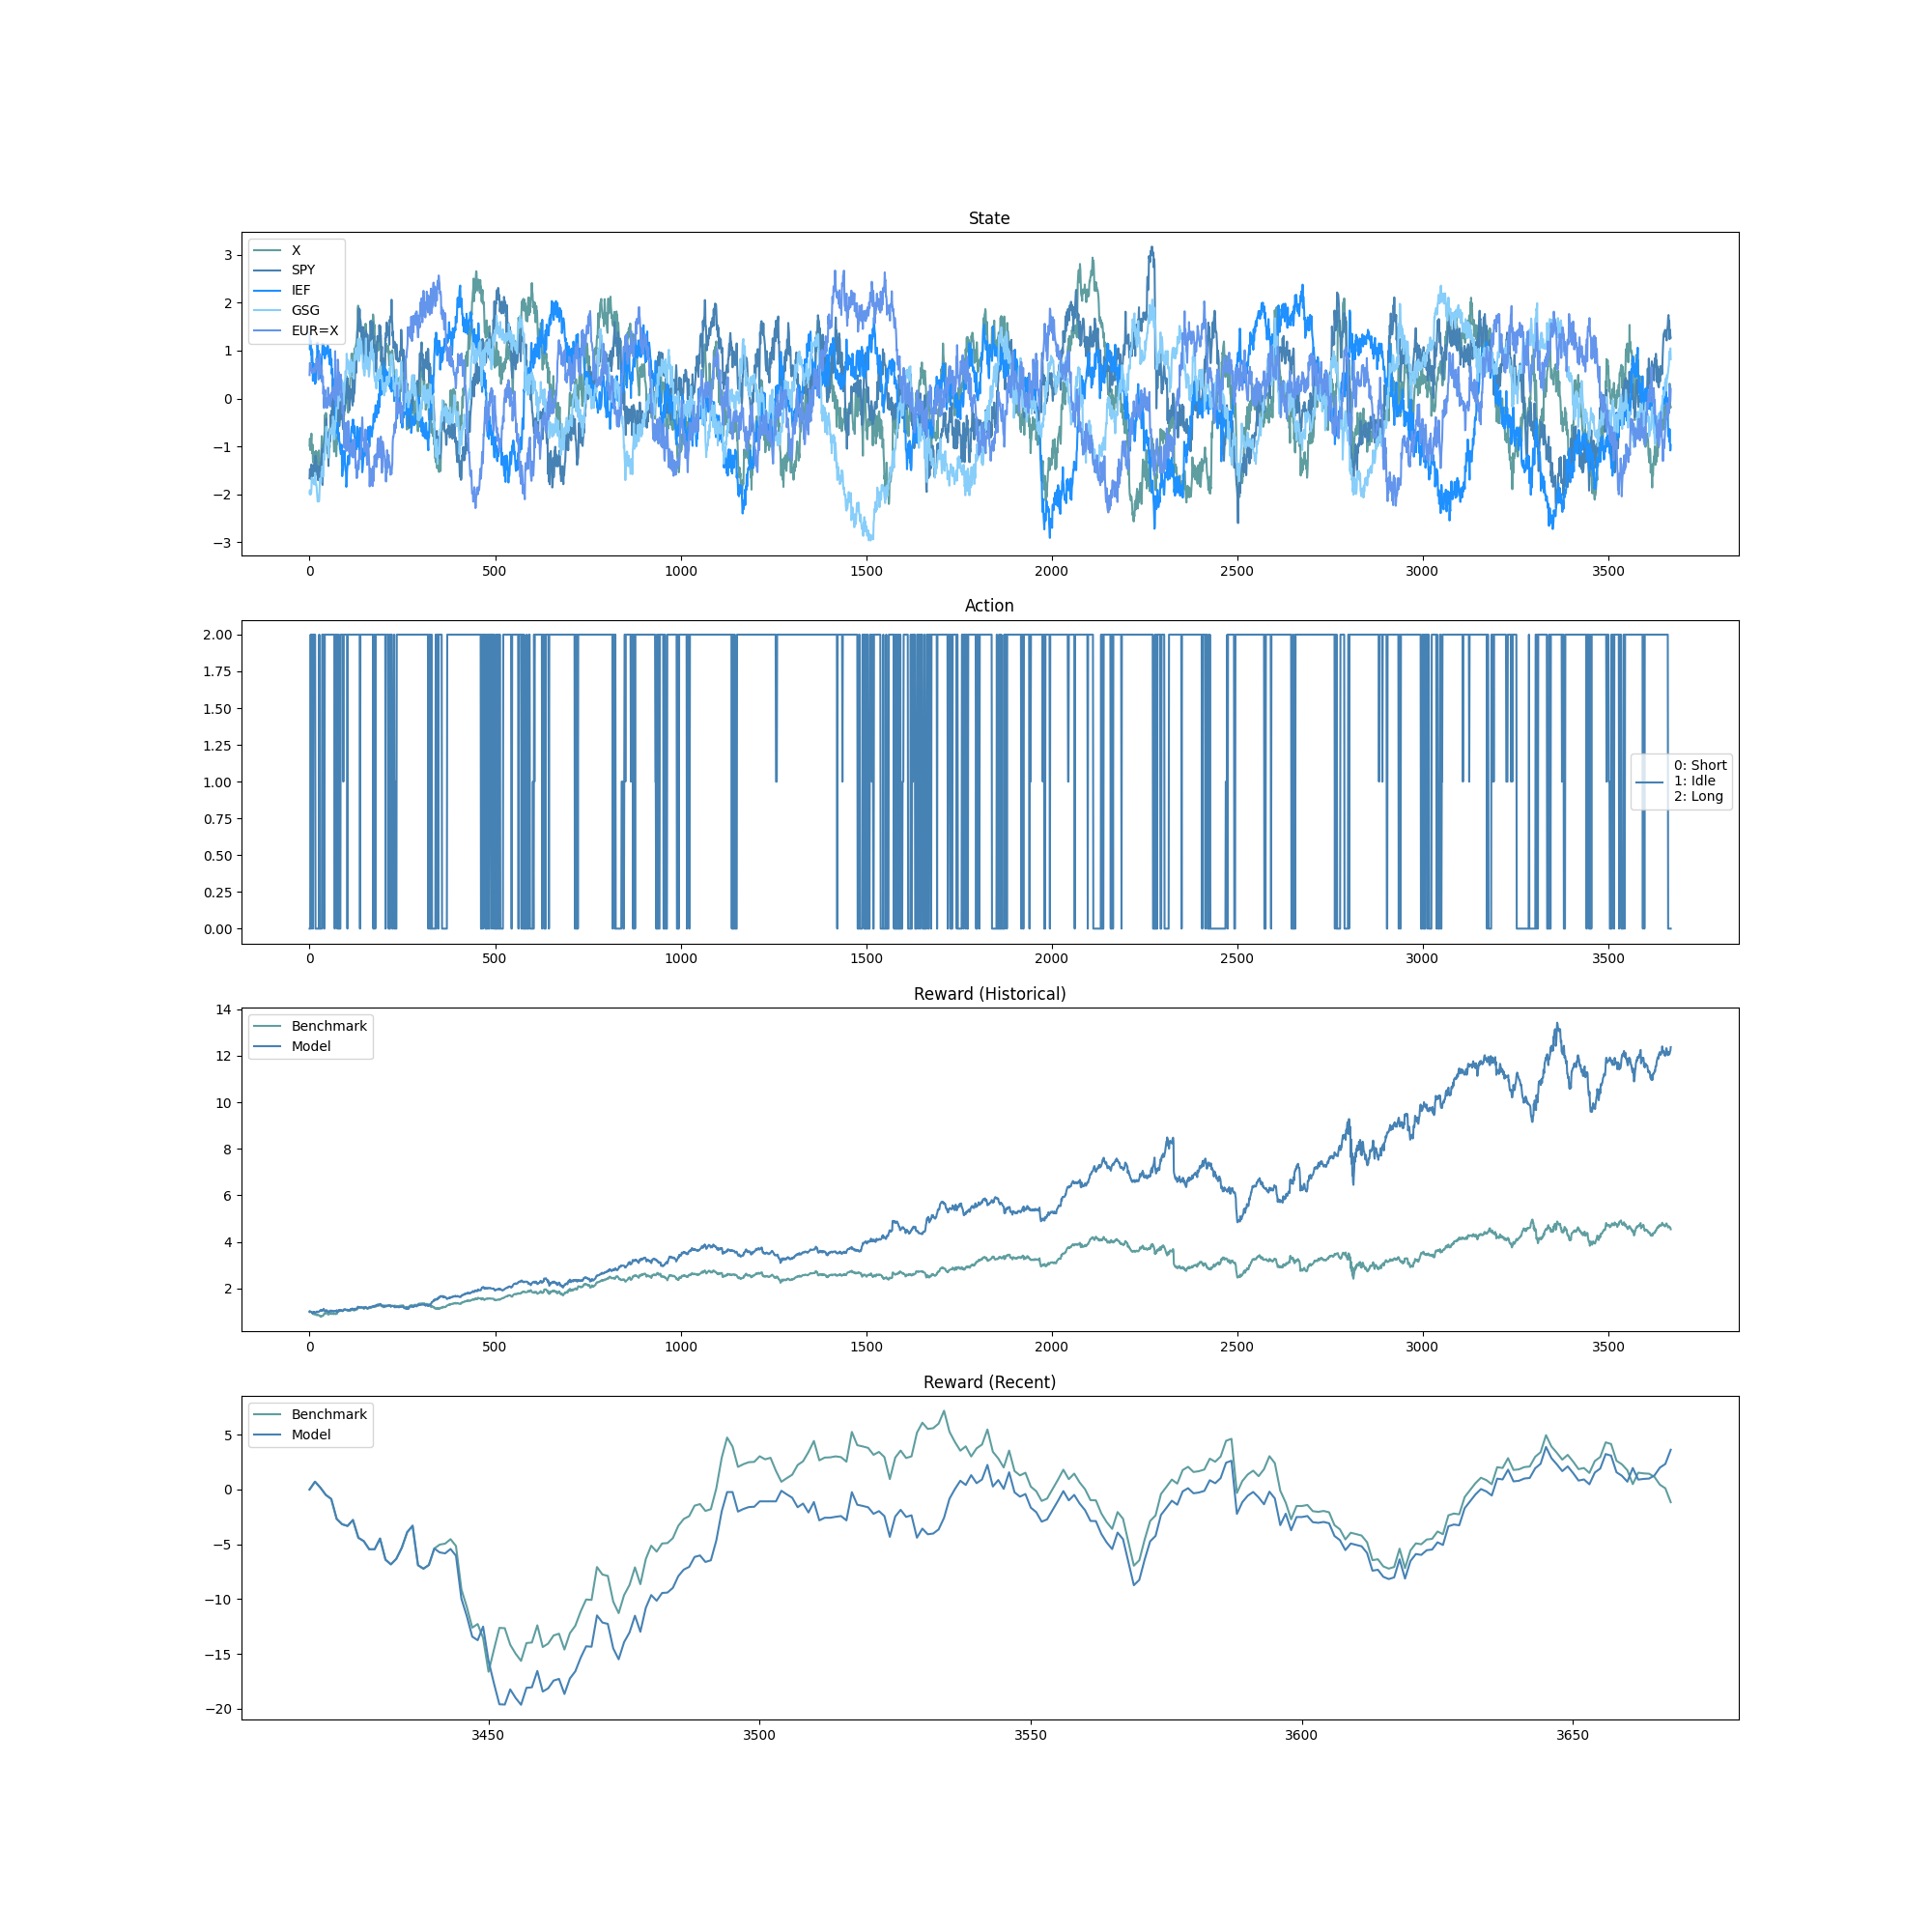 State
X
SPY
IEF
GSG
EUR=X
3
2
1
0
−1
−2
−3
0 500 1000 1500 2000 2500 3000 3500
Action
2.00
1.75
1.50
1.25
1.00
0.75
0.50
0.25
0.00
0: Short
1: Idle
2: Long
0 500 1000 1500 2000 2500 3000 3500
Reward (Historical)
Benchmark
Model
14
12
10
8
6
4
2
0 500 1000 1500 2000 2500 3000 3500
Reward (Recent)
Benchmark
Model
5
0
−5
−10
−15
−20
3450 3500 3550 3600 3650